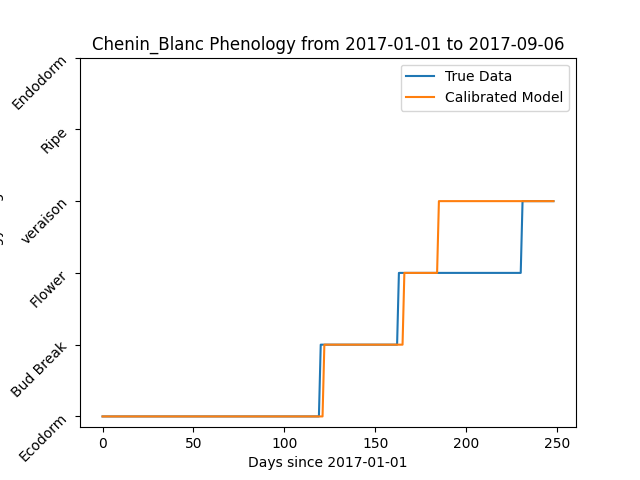 Chenin_Blanc Phenology from 2017-01-01 to 2017-09-06
True Data
Calibrated Model
Endodorm
Ripe
veraison
Flower
Bud Break
Ecodorm
0 50 100 150 200 250
Days since 2017-01-01